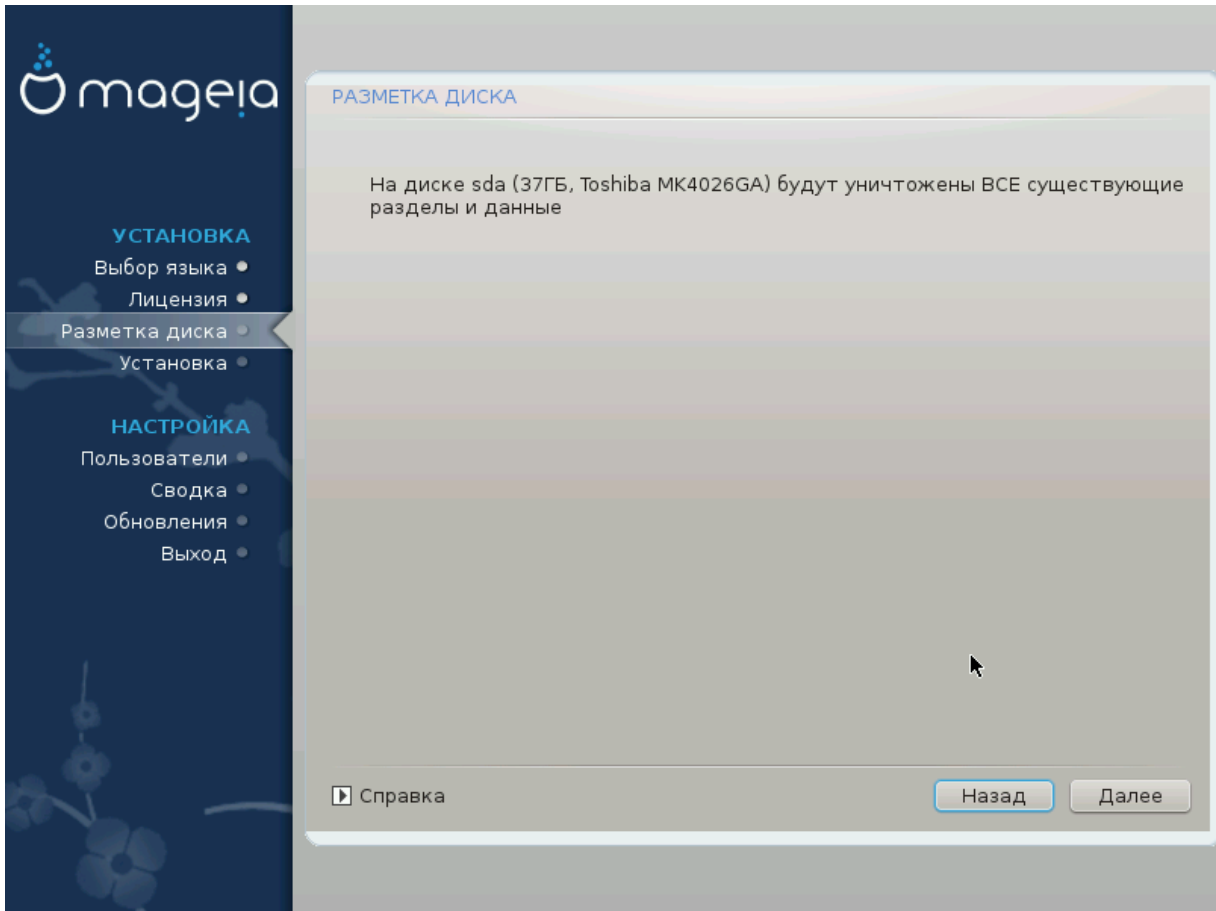 mageia
УСТАНОВКА
Выбор языка
Лицензия
Разметка диска
Установка
НАСТРОЙКА
Пользователи
Сводка
Обновления
Выход
РАЗМЕТКА ДИСКА
На диске sda (37ГБ, Toshiba MK4026GA) будут уничтожены ВСЕ существующие
разделы и данные
Справка
Назад
Далее